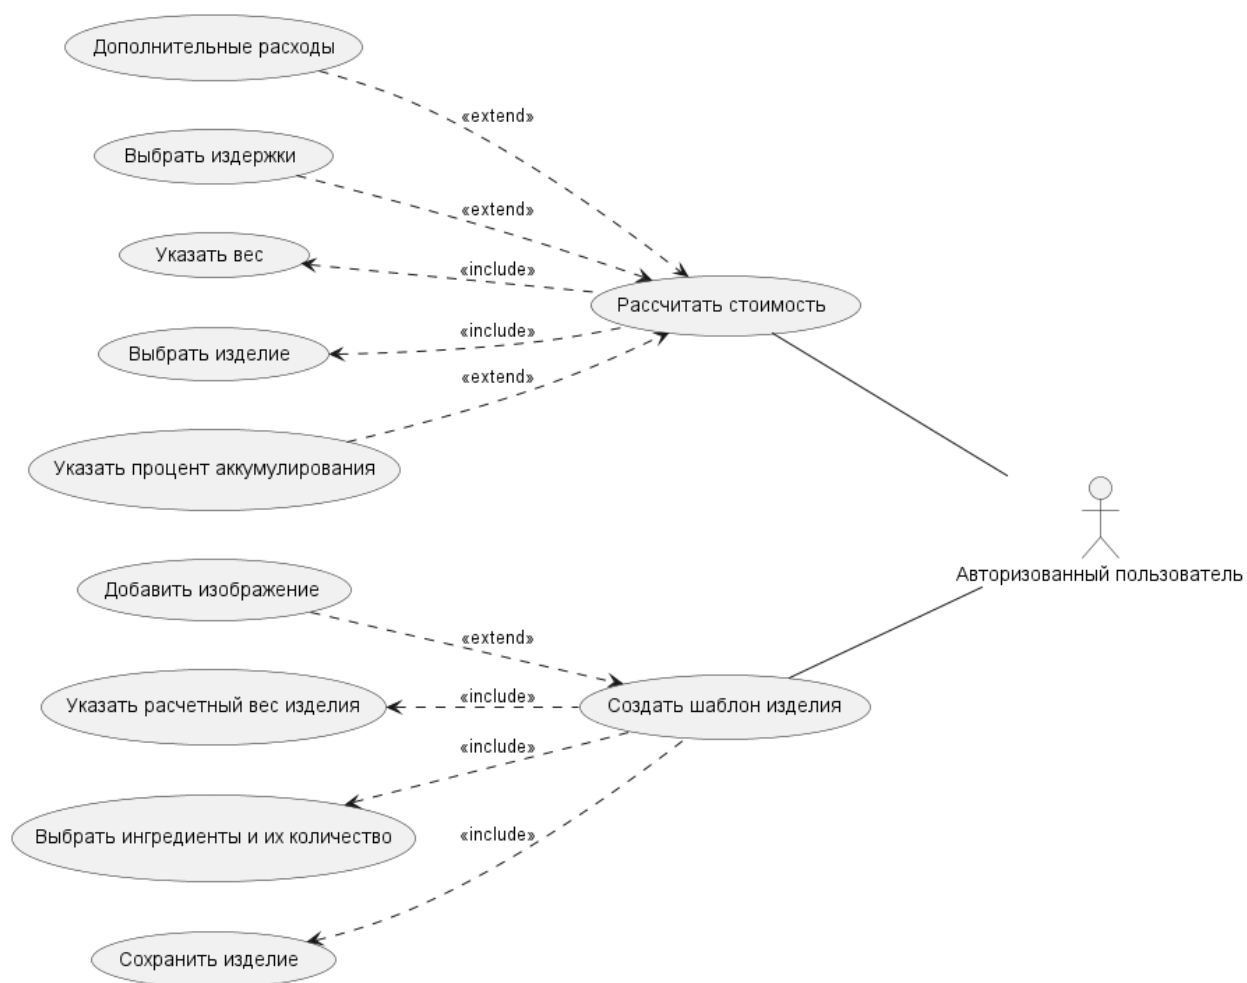 Дополнительные расходы
«extend»
Выбрать издержки
«extend»
Указать вес
«include»
Рассчитать стоимость
«include»
Выбрать изделие
«extend»
Указать процент аккумулирования
Авторизованный пользователь
Добавить изображение
«extend»
Указать расчетный вес изделия
«include»
Создать шаблон изделия
«include»
Выбрать ингредиенты и их количество
«include»
Сохранить изделие